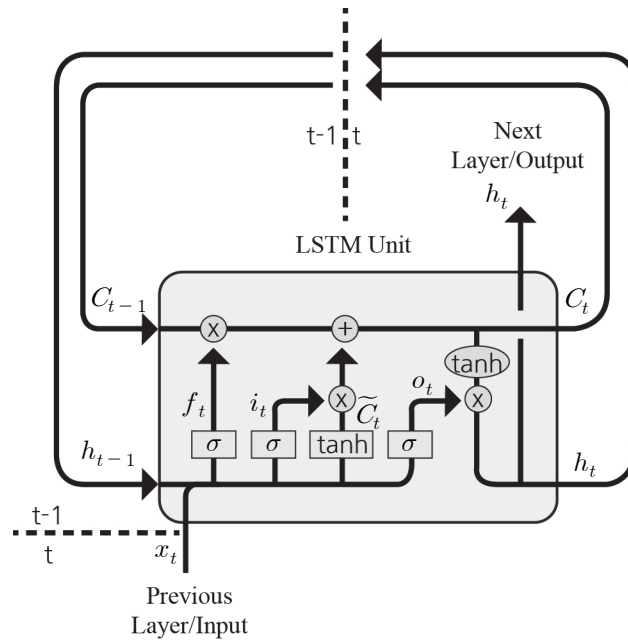 t-1 t
Next
Layer/Output
h_t
LSTM Unit
C_{t-1}
C_t
x
+
tanh
f_t
i_t
x
\widetilde{C}_t
o_t
x
σ
σ
tanh
σ
h_{t-1}
h_t
t-1
t
x_t
Previous
Layer/Input